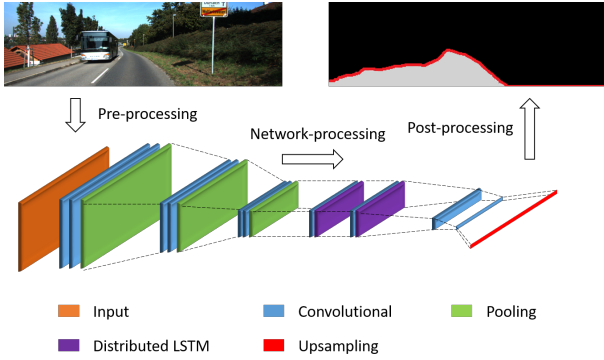 Pre-processing
Network-processing
Post-processing
Input
Convolutional
Pooling
Distributed LSTM
Upsampling